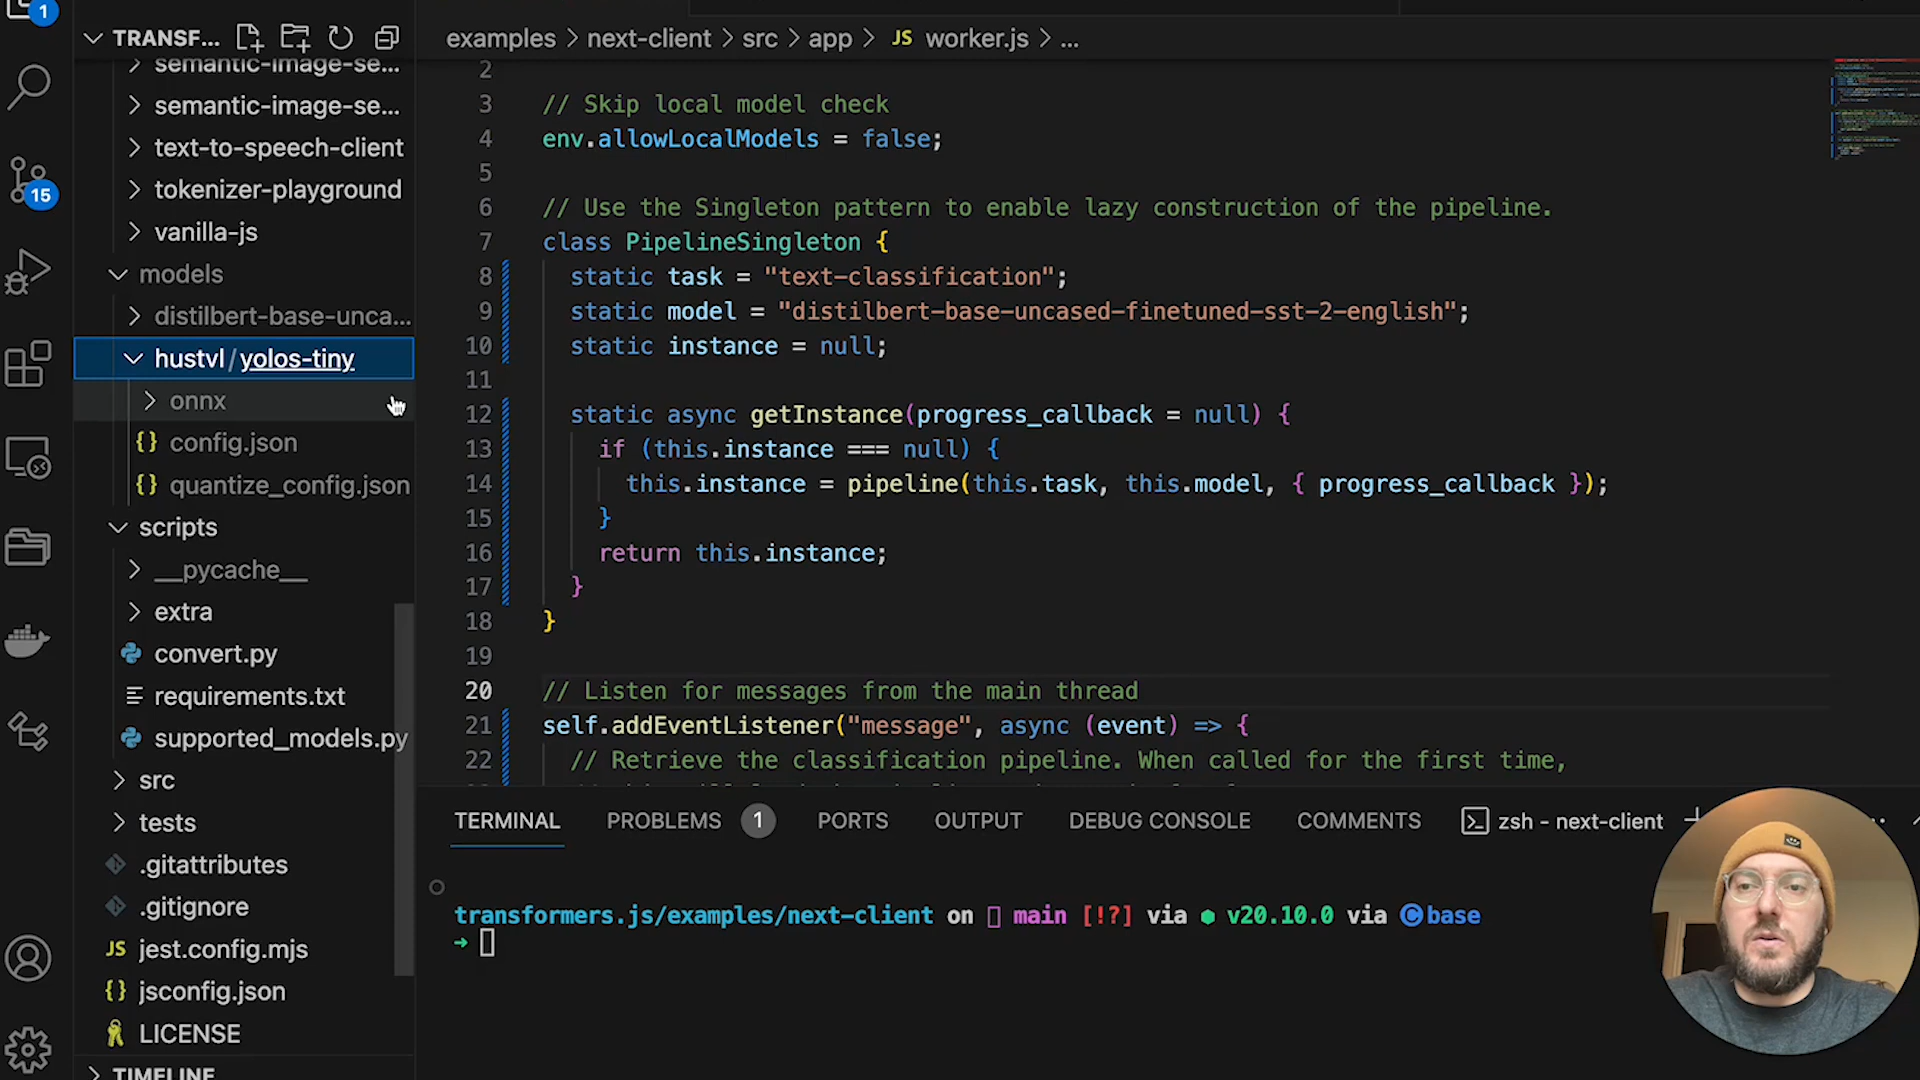 1
TRANSF...
semantic-image-se...
semantic-image-se...
text-to-speech-client
tokenizer-playground
vanilla-js
models
distilbert-base-unca...
hustvl/yolos-tiny
onnx
{} config.json
{} quantize_config.json
scripts
__pycache__
extra
convert.py
requirements.txt
supported_models.py
src
tests
.gitattributes
.gitignore
JS jest.config.mjs
{} jsconfig.json
LICENSE
TIMELINE
15
examples > next-client > src > app > JS worker.js > ...
2
3 // Skip local model check
4 env.allowLocalModels = false;
5
6 // Use the Singleton pattern to enable lazy construction of the pipeline.
7 class PipelineSingleton {
8 static task = "text-classification";
9 static model = "distilbert-base-uncased-finetuned-sst-2-english";
10 static instance = null;
11
12 static async getInstance(progress_callback = null) {
13 if (this.instance === null) {
14 this.instance = pipeline(this.task, this.model, { progress_callback });
15 }
16 return this.instance;
17 }
18 }
19
20 // Listen for messages from the main thread
21 self.addEventListener("message", async (event) => {
22 // Retrieve the classification pipeline. When called for the first time,
TERMINAL PROBLEMS 1 PORTS OUTPUT DEBUG CONSOLE COMMENTS zsh - next-client
transformers.js/examples/next-client on main [!?] via v20.10.0 via base